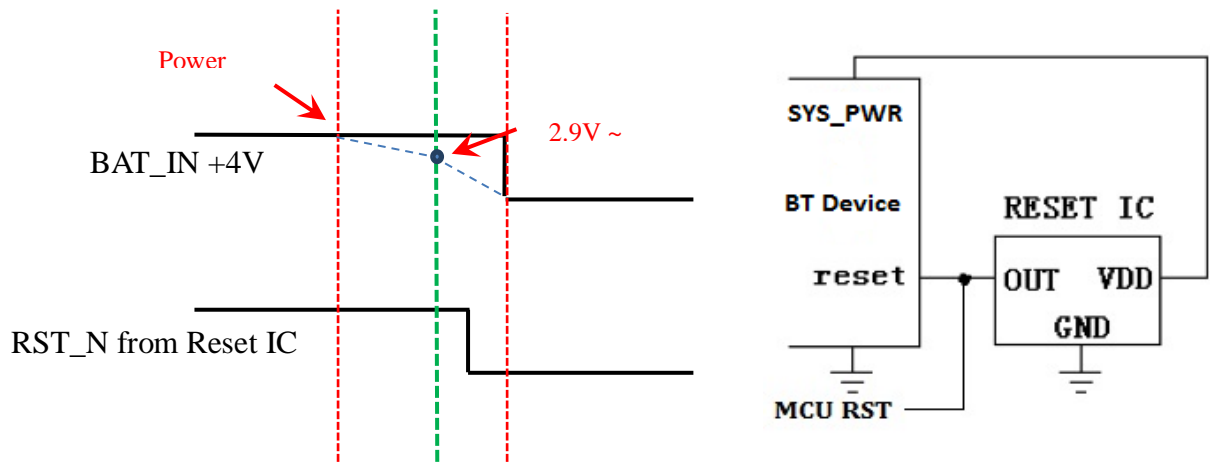 Power
2.9V ~
BAT_IN +4V
RST_N from Reset IC
SYS_PWR
BT Device
RESET IC
reset
OUT VDD
GND
MCU RST